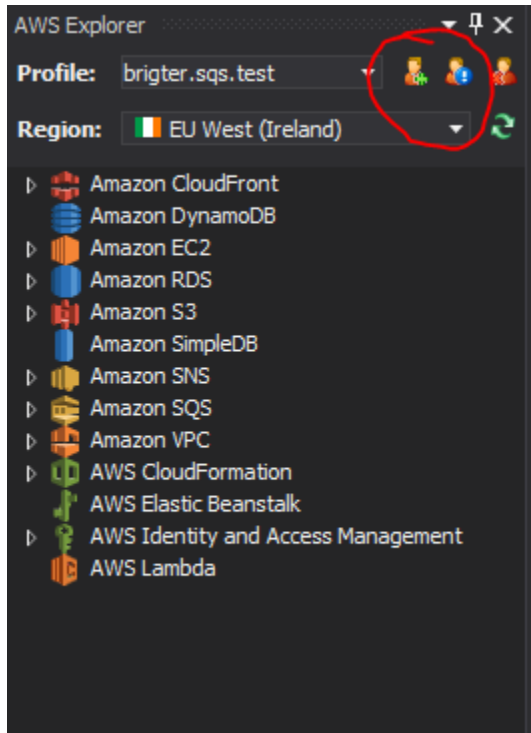 AWS Explorer
Profile: brigter.sqs.test
Region: EU West (Ireland)
Amazon CloudFront
Amazon DynamoDB
Amazon EC2
Amazon RDS
Amazon S3
Amazon SimpleDB
Amazon SNS
Amazon SQS
Amazon VPC
AWS CloudFormation
AWS Elastic Beanstalk
AWS Identity and Access Management
AWS Lambda